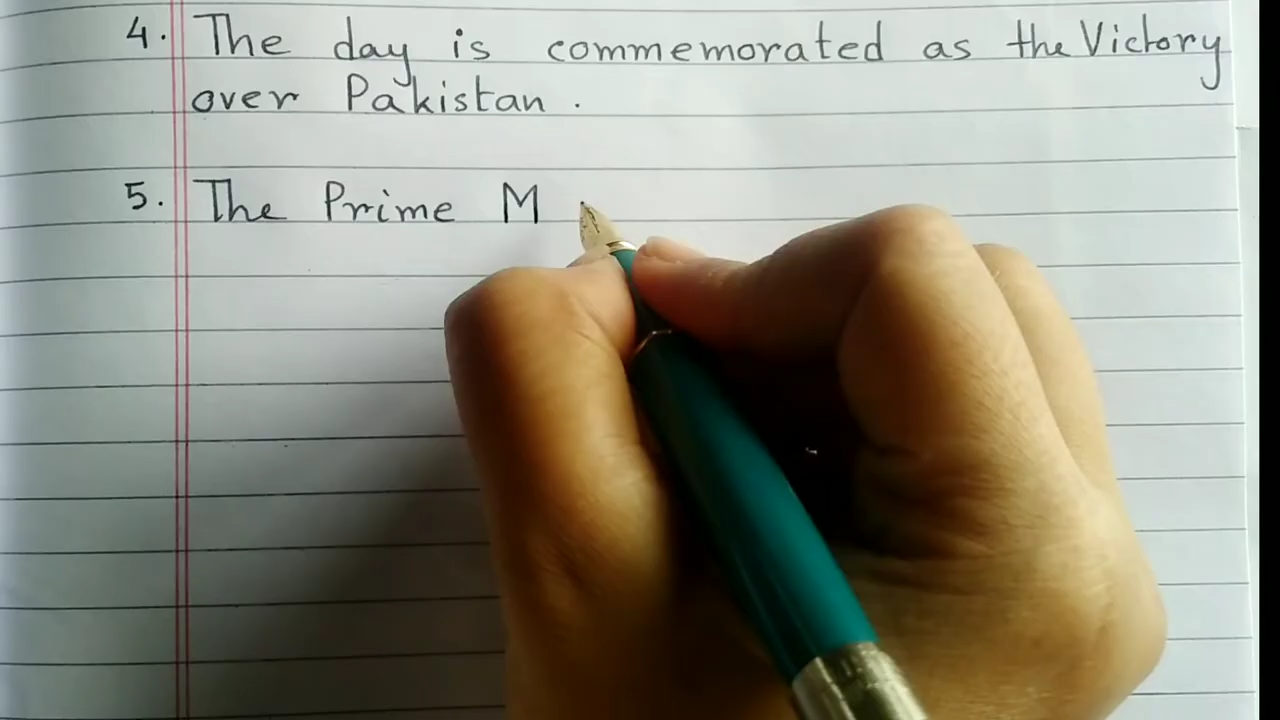 4. The day is commemorated as the Victory
over Pakistan.
5. The Prime M